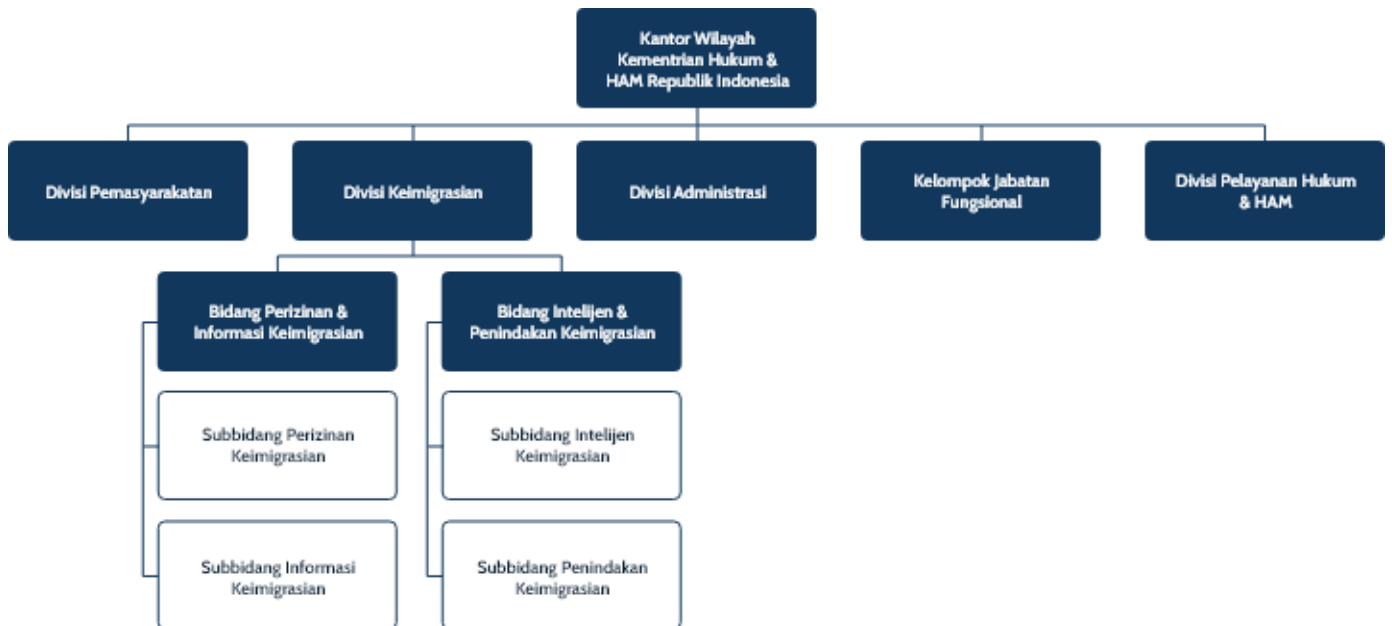 Kantor Wilayah
Kementrian Hukum &
HAM Republik Indonesia
Divisi Pemasyarakatan
Divisi Keimigrasian
Divisi Administrasi
Kelompok Jabatan
Fungsional
Divisi Pelayanan Hukum
& HAM
Bidang Perizinan &
Informasi Keimigrasian
Bidang Intelijen &
Penindakan Keimigrasian
Subbidang Perizinan
Keimigrasian
Subbidang Intelijen
Keimigrasian
Subbidang Informasi
Keimigrasian
Subbidang Penindakan
Keimigrasian